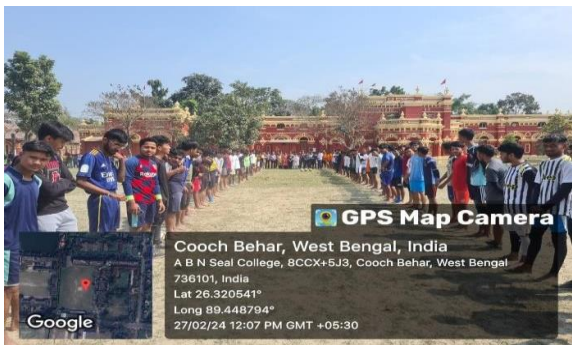 GPS Map Camera
Cooch Behar, West Bengal, India
A B N Seal College, 8CCX+5J3, Cooch Behar, West Bengal
736101, India
Lat 26.320541°
Long 89.448794°
27/02/24 12:07 PM GMT +05:30
Google